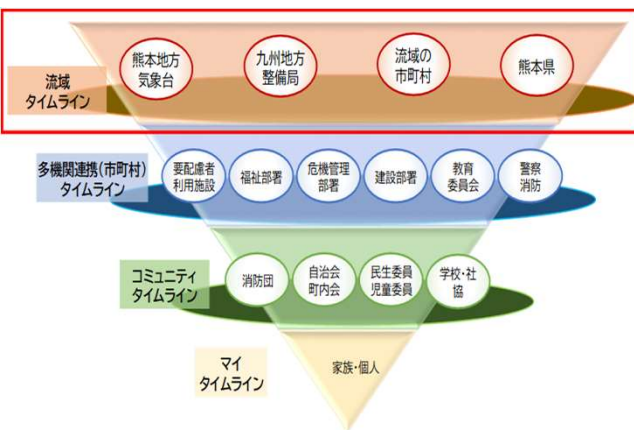 熊本地方
気象台
九州地方
整備局
流域の
市町村
熊本県
流域
タイムライン
多機関連携(市町村)
タイムライン
要配慮者
利用施設
福祉部署
危機管理
部署
建設部署
教育
委員会
警察
消防
コミュニティ
タイムライン
消防団
自治会
町内会
民生委員
児童委員
学校・社
協
マイ
タイムライン
家族・個人